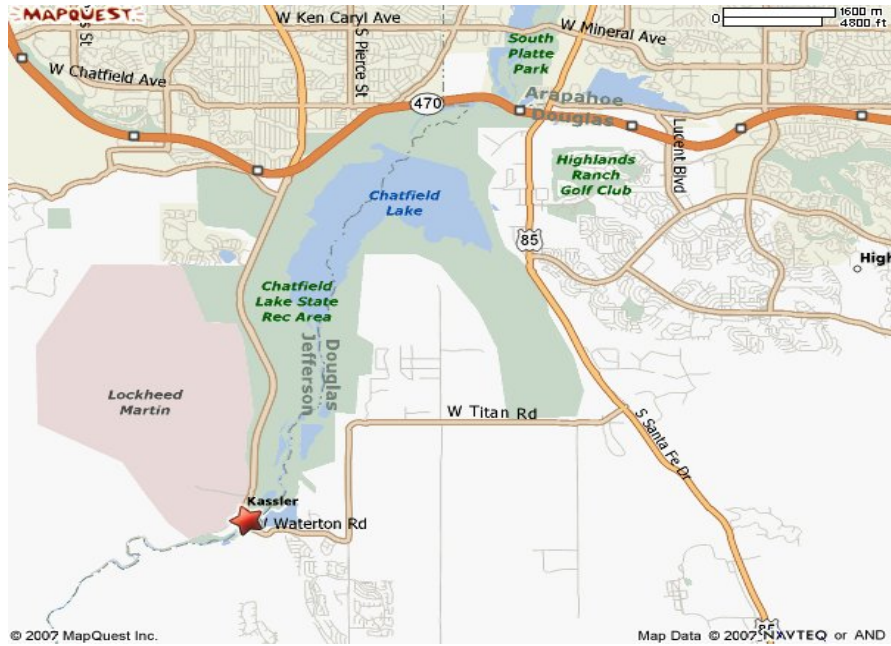 MAPQUEST
W Ken Caryl Ave
S Pierce St
W Mineral Ave
0
1600 m
4800 ft
South
Platte
Park
W Chatfield Ave
470
Arapahoe
Douglas
Lucent Blvd
Highlands
Ranch
Golf Club
Chatfield
Lake
85
High
Chatfield
Lake State
Rec Area
Douglas
Jefferson
Lockheed
Martin
W Titan Rd
S Santa Fe Dr
Kassler
Waterton Rd
85
© 2007 MapQuest Inc.
Map Data © 2007 NAVTEQ or AND